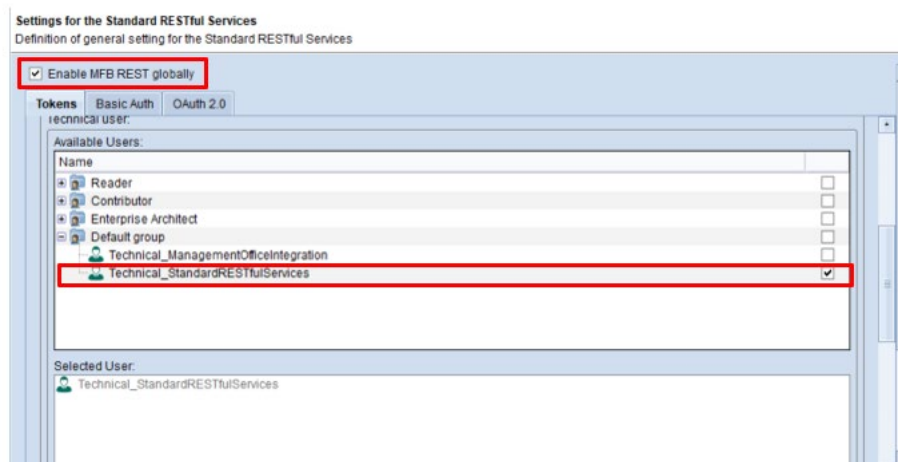 Settings for the Standard RESTful Services
Definition of general setting for the Standard RESTful Services
Enable MFB REST globally
Tokens Basic Auth OAuth 2.0
Technical user:
Available Users:
Name
Reader
Contributor
Enterprise Architect
Default group
Technical_ManagementOfficeIntegration
Technical_StandardRESTfulServices
Selected User:
Technical_StandardRESTfulServices